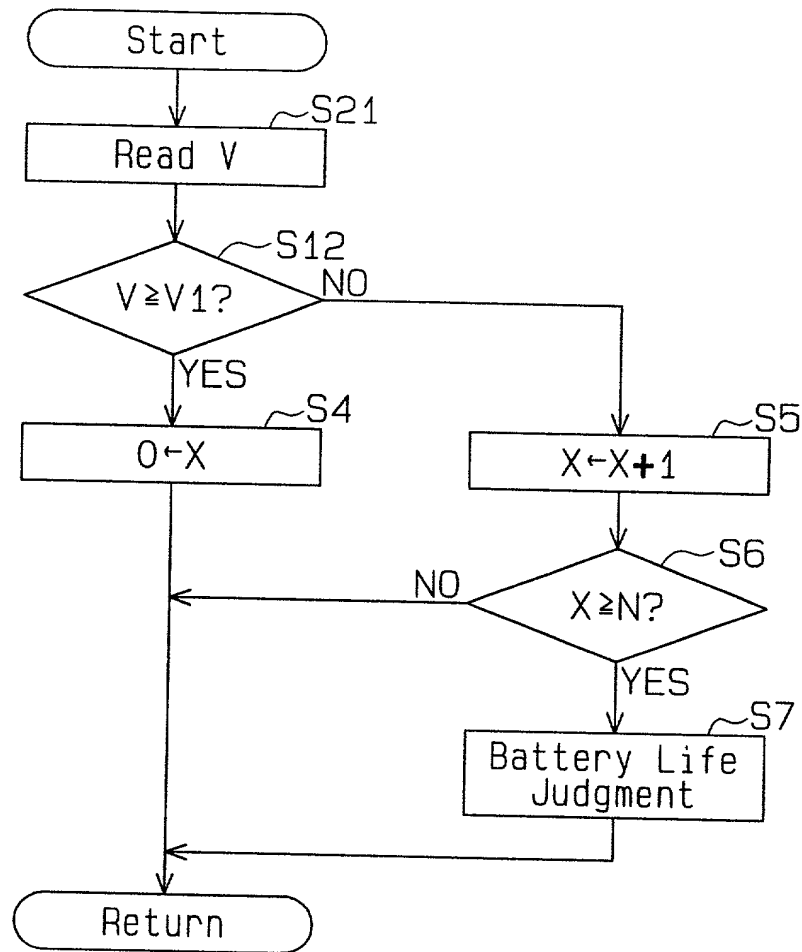 Start
S21
Read V
S12
V≧V1?
NO
YES
S4
0←X
S5
X←X+1
S6
NO
X≧N?
YES
S7
Battery Life
Judgment
Return